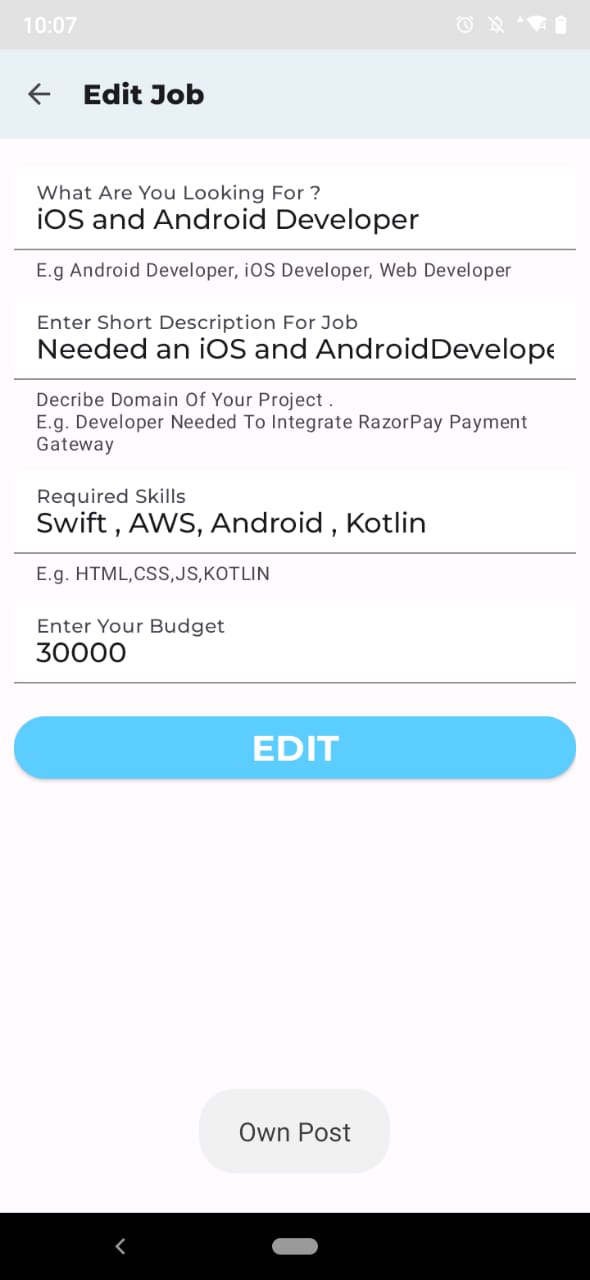 10:07
Edit Job
What Are You Looking For ?
iOS and Android Developer
E.g Android Developer, iOS Developer, Web Developer
Enter Short Description For Job
Needed an iOS and AndroidDevelope
Decribe Domain Of Your Project .
E.g. Developer Needed To Integrate RazorPay Payment
Gateway
Required Skills
Swift , AWS, Android , Kotlin
E.g. HTML,CSS,JS,KOTLIN
Enter Your Budget
30000
EDIT
Own Post